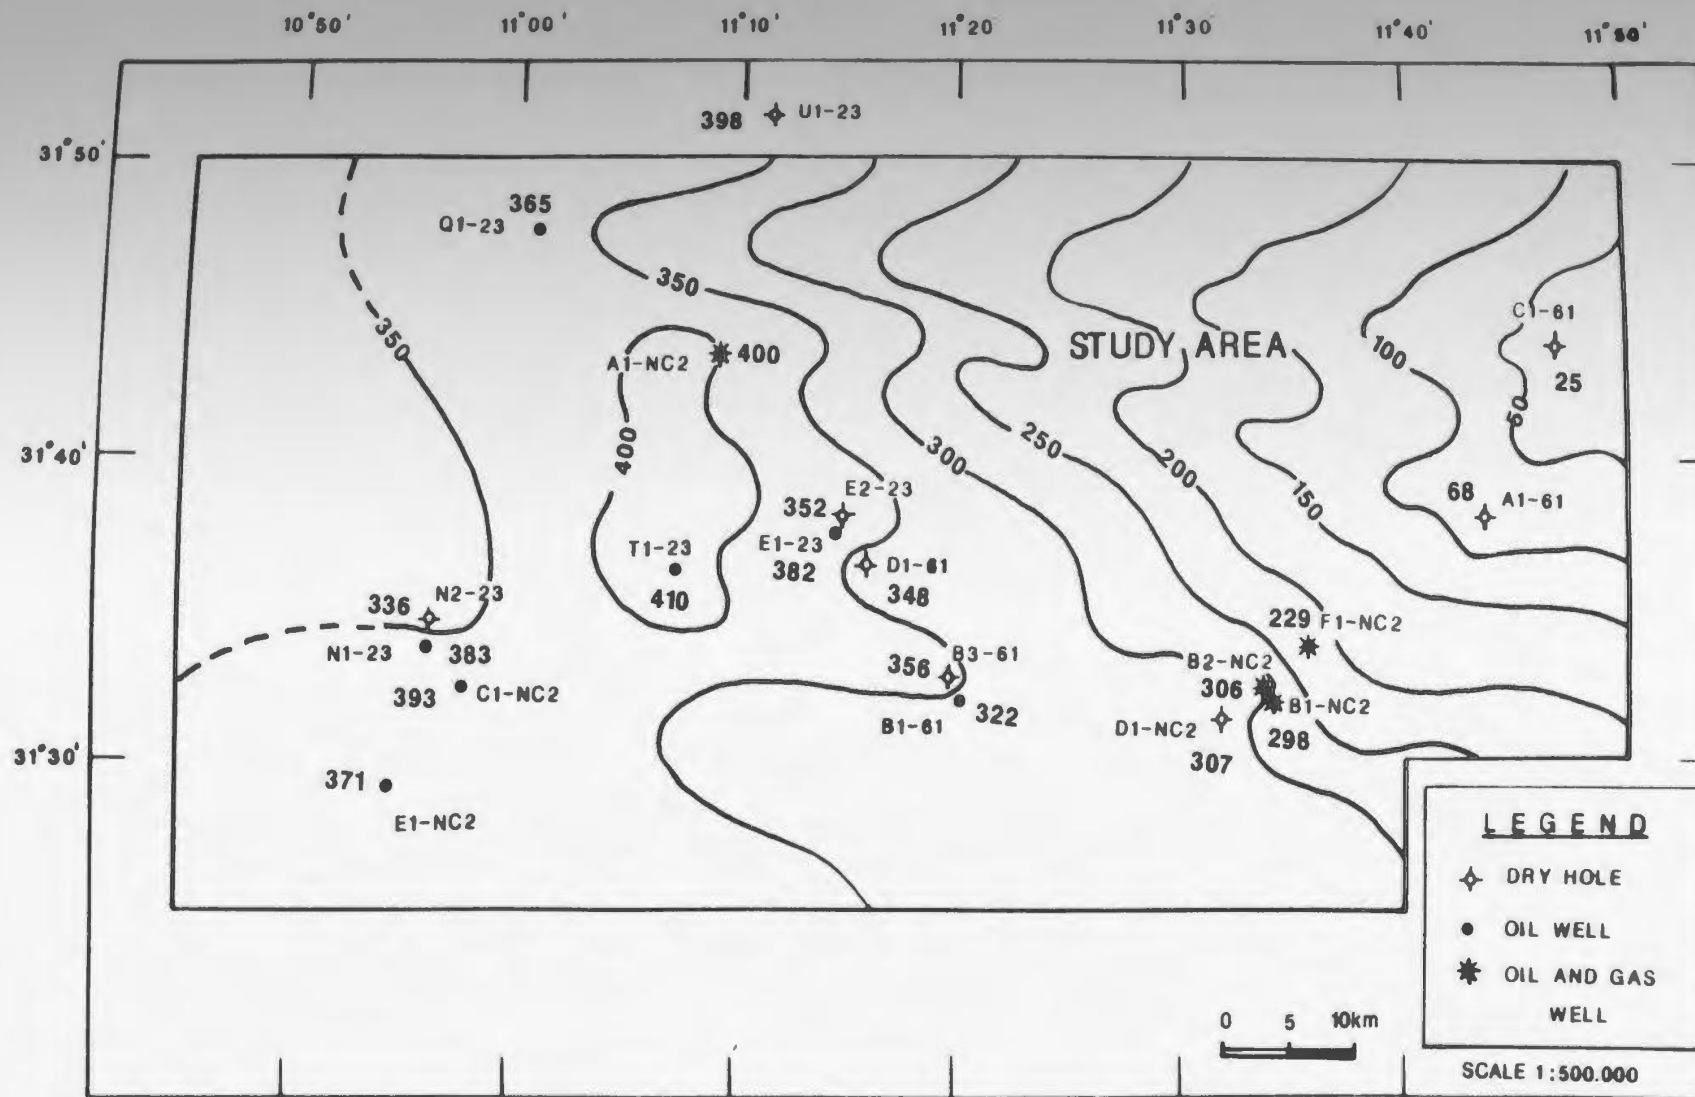 10°50' 11°00' 11°10' 11°20' 11°30' 11°40' 11°50'
398 U1-23
31°50'
365
Q1-23
350
350
STUDY AREA
C1-61
A1-NC2 400
100
25
50
31°40'
400
300
250
200
150
E2-23
352
68 A1-61
T1-23
E1-23
382
D1-61
410
348
N2-23
336
229 F1-NC2
N1-23 383
B3-61
356
B2-NC2
306
393 C1-NC2
B1-61 322
B1-NC2
D1-NC2
298
307
31°30'
371
E1-NC2
LEGEND
DRY HOLE
OIL WELL
OIL AND GAS
WELL
0 5 10km
SCALE 1:500.000